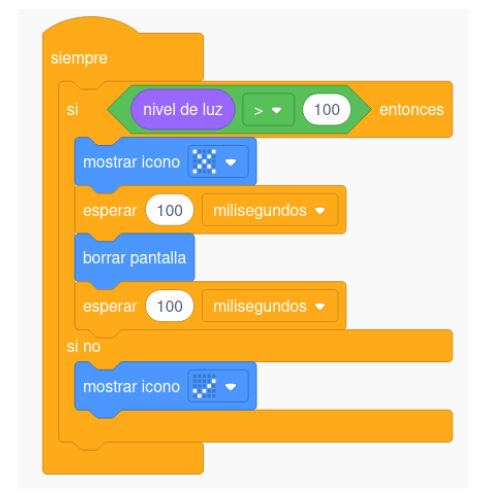 siempre
si nivel de luz > 100 entonces
mostrar icono
esperar 100 milisegundos
borrar pantalla
esperar 100 milisegundos
si no
mostrar icono